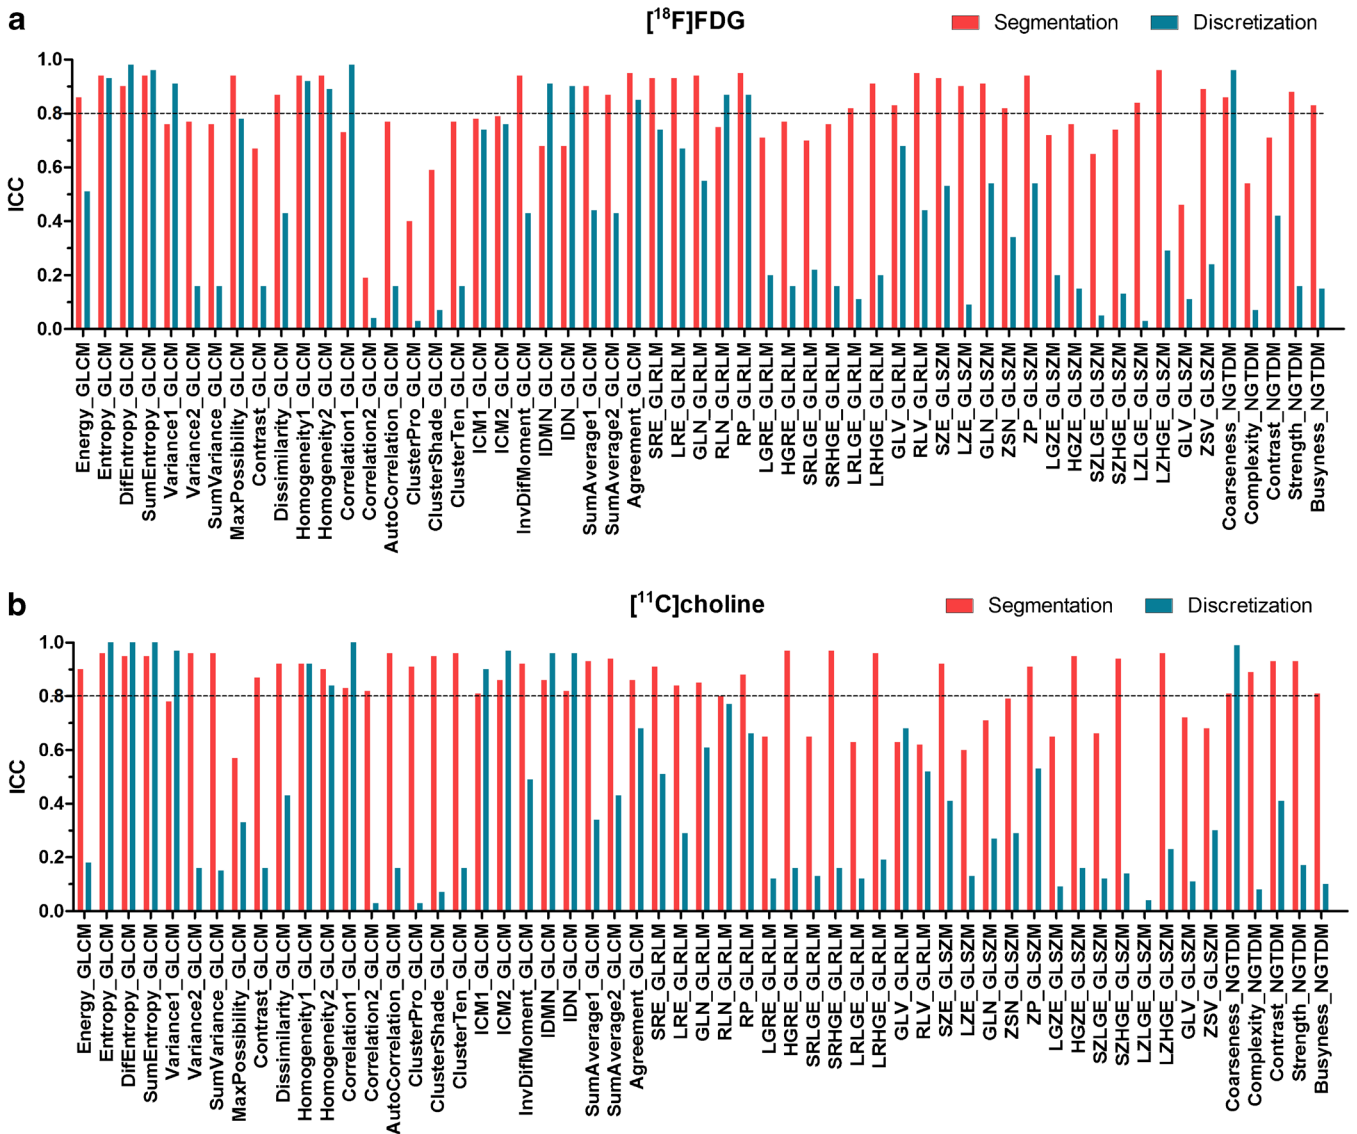 a
[18F]FDG
Segmentation
Discretization
ICC
1.0
0.8
0.6
0.4
0.2
0.0
Energy_GLCM
Entropy_GLCM
DifEntropy_GLCM
SumEntropy_GLCM
Variance1_GLCM
Variance2_GLCM
SumVariance_GLCM
MaxPossibility_GLCM
Contrast_GLCM
Dissimilarity_GLCM
Homogeneity1_GLCM
Homogeneity2_GLCM
Correlation1_GLCM
Correlation2_GLCM
AutoCorrelation_GLCM
ClusterPro_GLCM
ClusterShade_GLCM
ClusterTen_GLCM
ICM1_GLCM
ICM2_GLCM
InvDifMoment_GLCM
IDMN_GLCM
IDN_GLCM
SumAverage1_GLCM
SumAverage2_GLCM
Agreement_GLCM
SRE_GLRLM
LRE_GLRLM
GLN_GLRLM
RLN_GLRLM
RP_GLRLM
LGRE_GLRLM
HGRE_GLRLM
SRLGE_GLRLM
SRHGE_GLRLM
LRLGE_GLRLM
LRHGE_GLRLM
GLV_GLRLM
RLV_GLRLM
SZE_GLSZM
LZE_GLSZM
GLN_GLSZM
ZSN_GLSZM
ZP_GLSZM
LGZE_GLSZM
HGZE_GLSZM
SZLGE_GLSZM
SZHGE_GLSZM
LZLGE_GLSZM
LZHGE_GLSZM
GLV_GLSZM
ZSV_GLSZM
Coarseness_NGTDM
Complexity_NGTDM
Contrast_NGTDM
Strength_NGTDM
Busyness_NGTDM
b
[11C]choline
Segmentation
Discretization
ICC
1.0
0.8
0.6
0.4
0.2
0.0
Energy_GLCM
Entropy_GLCM
DifEntropy_GLCM
SumEntropy_GLCM
Variance1_GLCM
Variance2_GLCM
SumVariance_GLCM
MaxPossibility_GLCM
Contrast_GLCM
Dissimilarity_GLCM
Homogeneity1_GLCM
Homogeneity2_GLCM
Correlation1_GLCM
Correlation2_GLCM
AutoCorrelation_GLCM
ClusterPro_GLCM
ClusterShade_GLCM
ClusterTen_GLCM
ICM1_GLCM
ICM2_GLCM
InvDifMoment_GLCM
IDMN_GLCM
IDN_GLCM
SumAverage1_GLCM
SumAverage2_GLCM
Agreement_GLCM
SRE_GLRLM
LRE_GLRLM
GLN_GLRLM
RLN_GLRLM
RP_GLRLM
LGRE_GLRLM
HGRE_GLRLM
SRLGE_GLRLM
SRHGE_GLRLM
LRLGE_GLRLM
LRHGE_GLRLM
GLV_GLRLM
RLV_GLRLM
SZE_GLSZM
LZE_GLSZM
GLN_GLSZM
ZSN_GLSZM
ZP_GLSZM
LGZE_GLSZM
HGZE_GLSZM
SZLGE_GLSZM
SZHGE_GLSZM
LZLGE_GLSZM
LZHGE_GLSZM
GLV_GLSZM
ZSV_GLSZM
Coarseness_NGTDM
Complexity_NGTDM
Contrast_NGTDM
Strength_NGTDM
Busyness_NGTDM